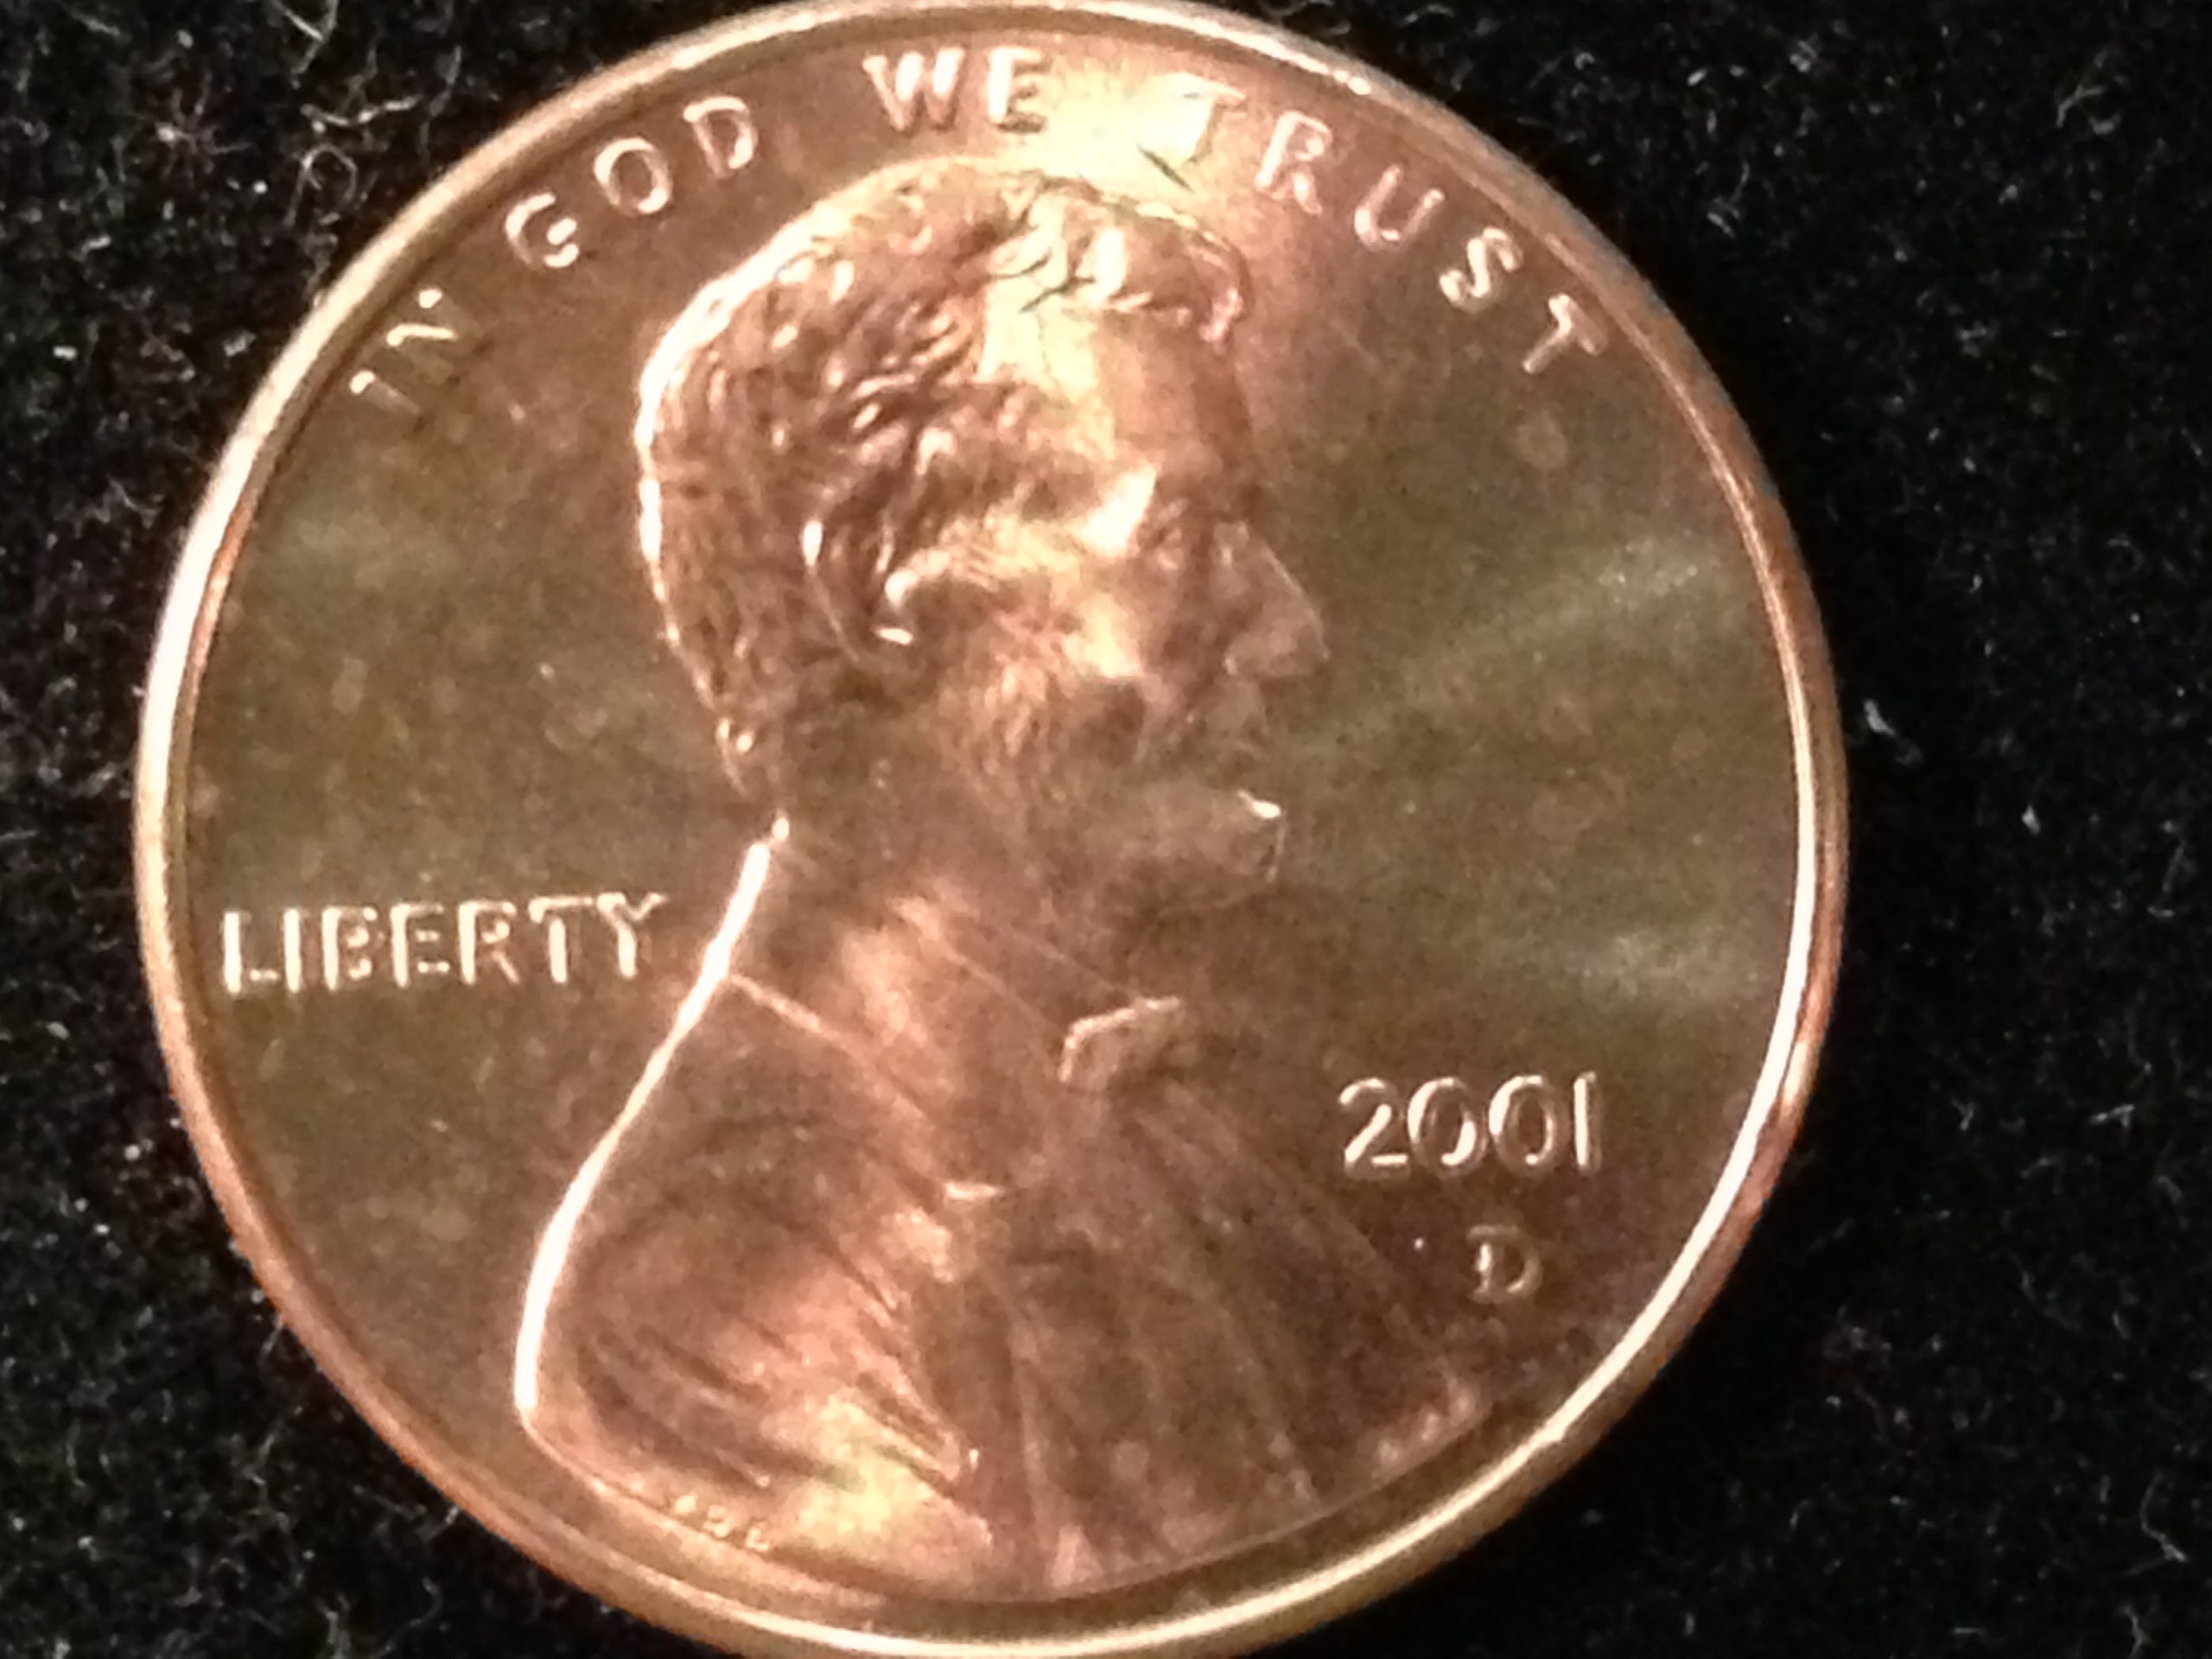 IN GOD WE TRUST
LIBERTY
2001
D